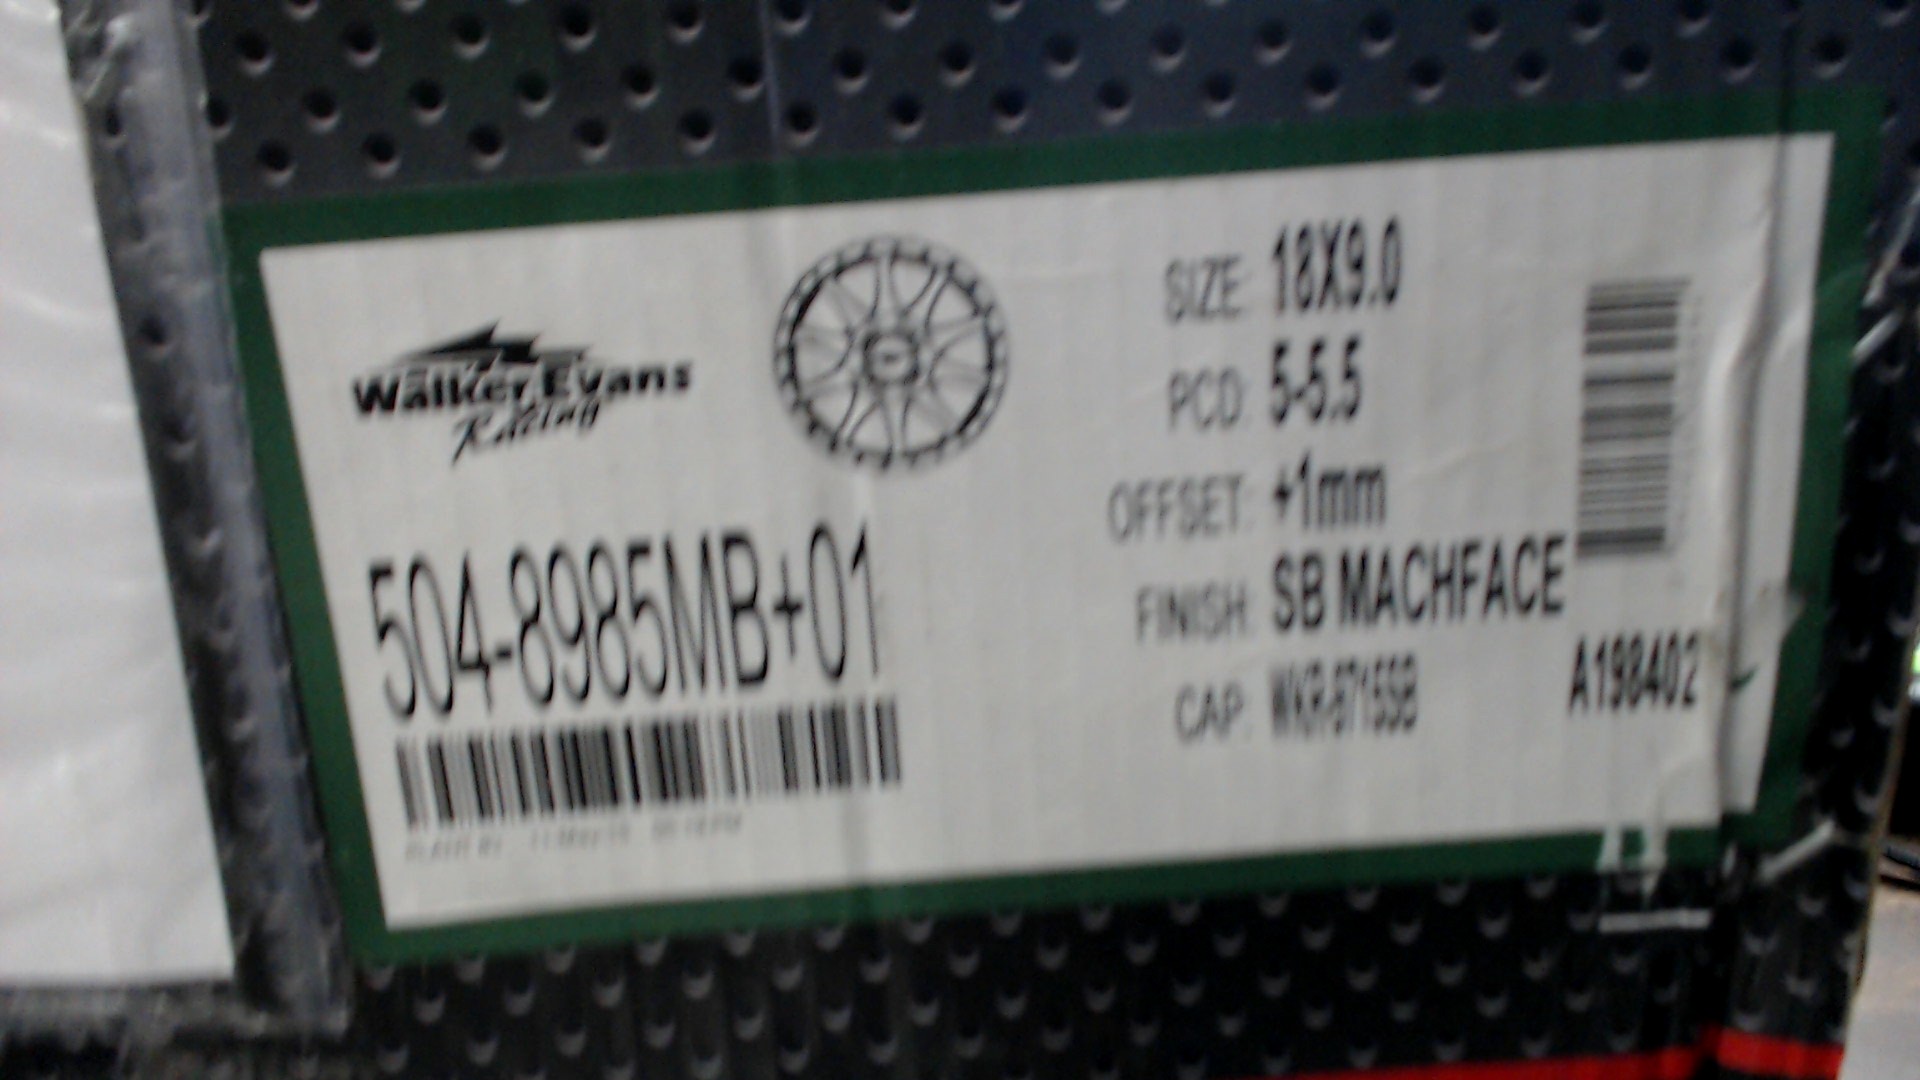 Walker Evans
Racing
504-8985MB+01
SIZE: 18X9.0
PCD: 5-5.5
OFFSET: +1mm
FINISH: SB MACHFACE
CAP:
A198402